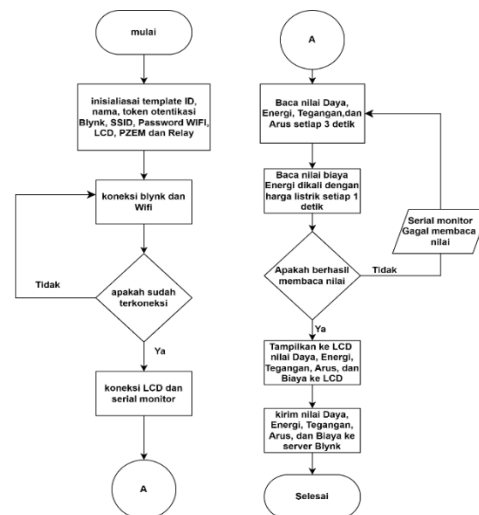 mulai
inisialiasai template ID,
nama, token otentikasi
Blynk, SSID, Password WIFI,
LCD, PZEM dan Relay
koneksi blynk dan
Wifi
Tidak
apakah sudah
terkoneksi
Ya
koneksi LCD dan
serial monitor
A
A
Baca nilai Daya,
Energi, Tegangan,dan
Arus setiap 3 detik
Baca nilai biaya
Energi dikali dengan
harga listrik setiap 1
detik
Serial monitor
Gagal membaca
nilai
Apakah berhasil
membaca nilai
Tidak
Ya
Tampilkan ke LCD
nilai Daya, Energi,
Tegangan, Arus, dan
Biaya ke LCD
kirim nilai Daya,
Energi, Tegangan,
Arus, dan Biaya ke
server Blynk
Selesai